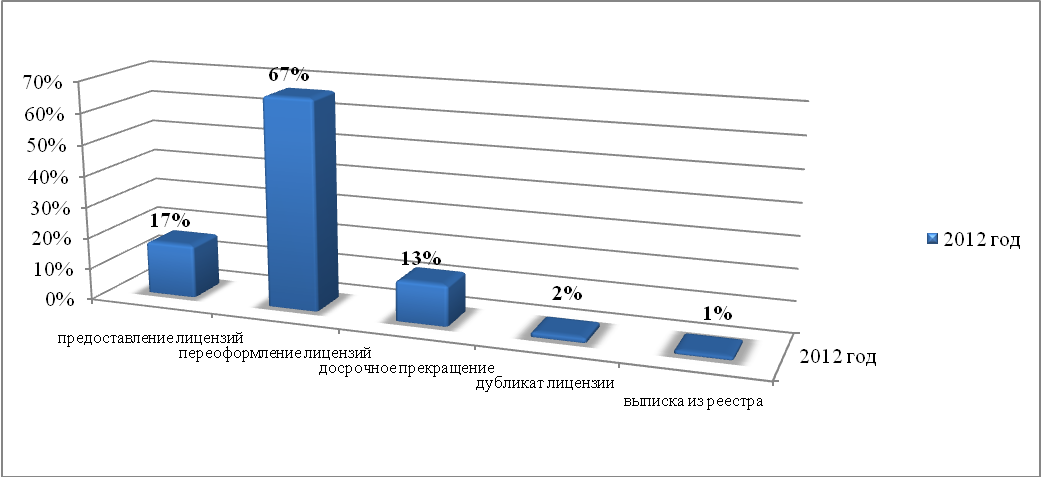 70%
60%
50%
40%
30%
20%
10%
0%
17%
67%
13%
2%
1%
предоставление лицензий
переоформление лицензий
досрочное прекращение
дубликат лицензии
выписка из реестра
2012 год
2012 год